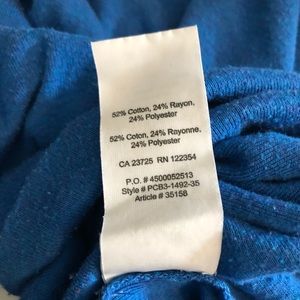 52% Cotton, 24% Rayon,
24% Polyester
52% Coton, 24% Rayonne,
24% Polyester
CA 23725 RN 122354
P.O. # 4500052513
Style # PCB3-1492-35
Article # 35158